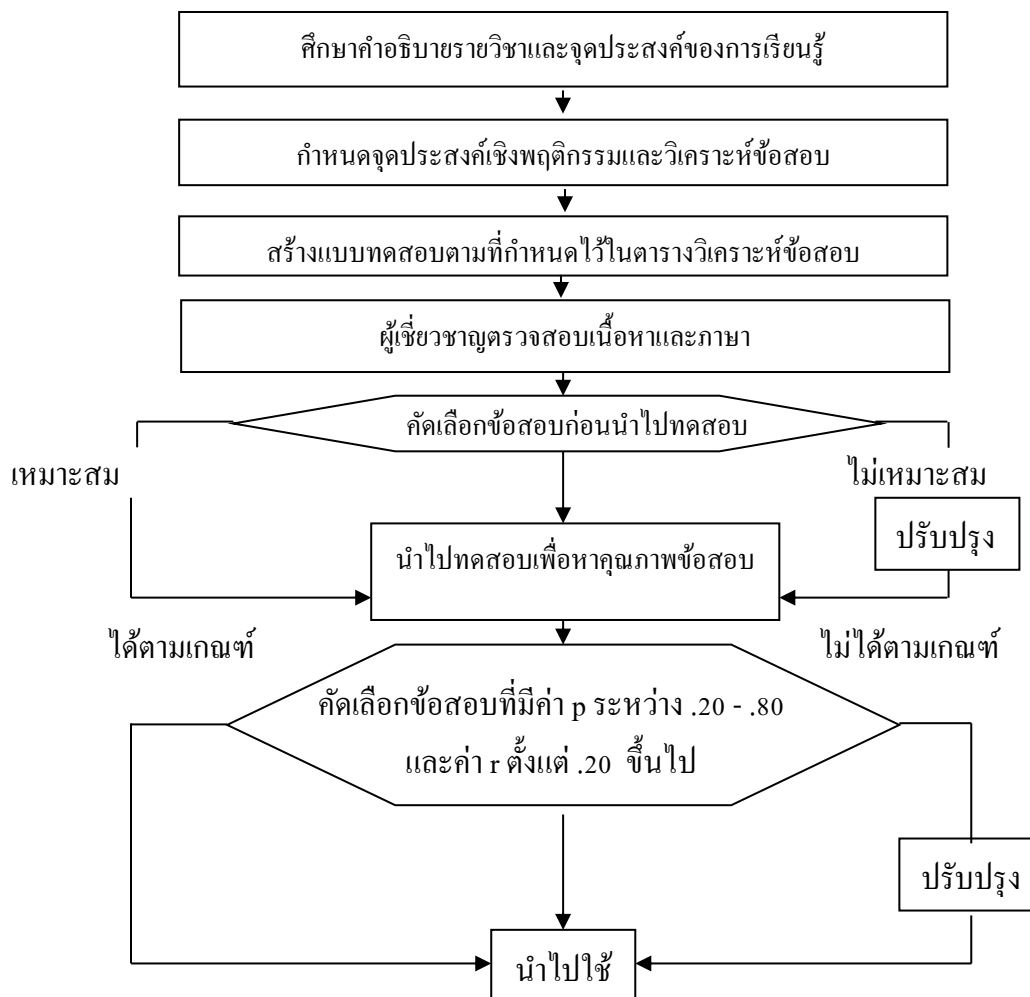 ศึกษาคำอธิบายรายวิชาและจุดประสงค์ของการเรียนรู้
กำหนดจุดประสงค์เชิงพฤติกรรมและวิเคราะห์ข้อสอบ
สร้างแบบทดสอบตามที่กำหนดไว้ในตารางวิเคราะห์ข้อสอบ
ผู้เชี่ยวชาญตรวจสอบเนื้อหาและภาษา
คัดเลือกข้อสอบก่อนนำไปทดสอบ
เหมาะสม
ไม่เหมาะสม
ปรับปรุง
นำไปทดสอบเพื่อหาคุณภาพข้อสอบ
ได้ตามเกณฑ์
ไม่ได้ตามเกณฑ์
คัดเลือกข้อสอบที่มีค่า p ระหว่าง .20 - .80
และค่า r ตั้งแต่ .20 ขึ้นไป
ปรับปรุง
นำไปใช้